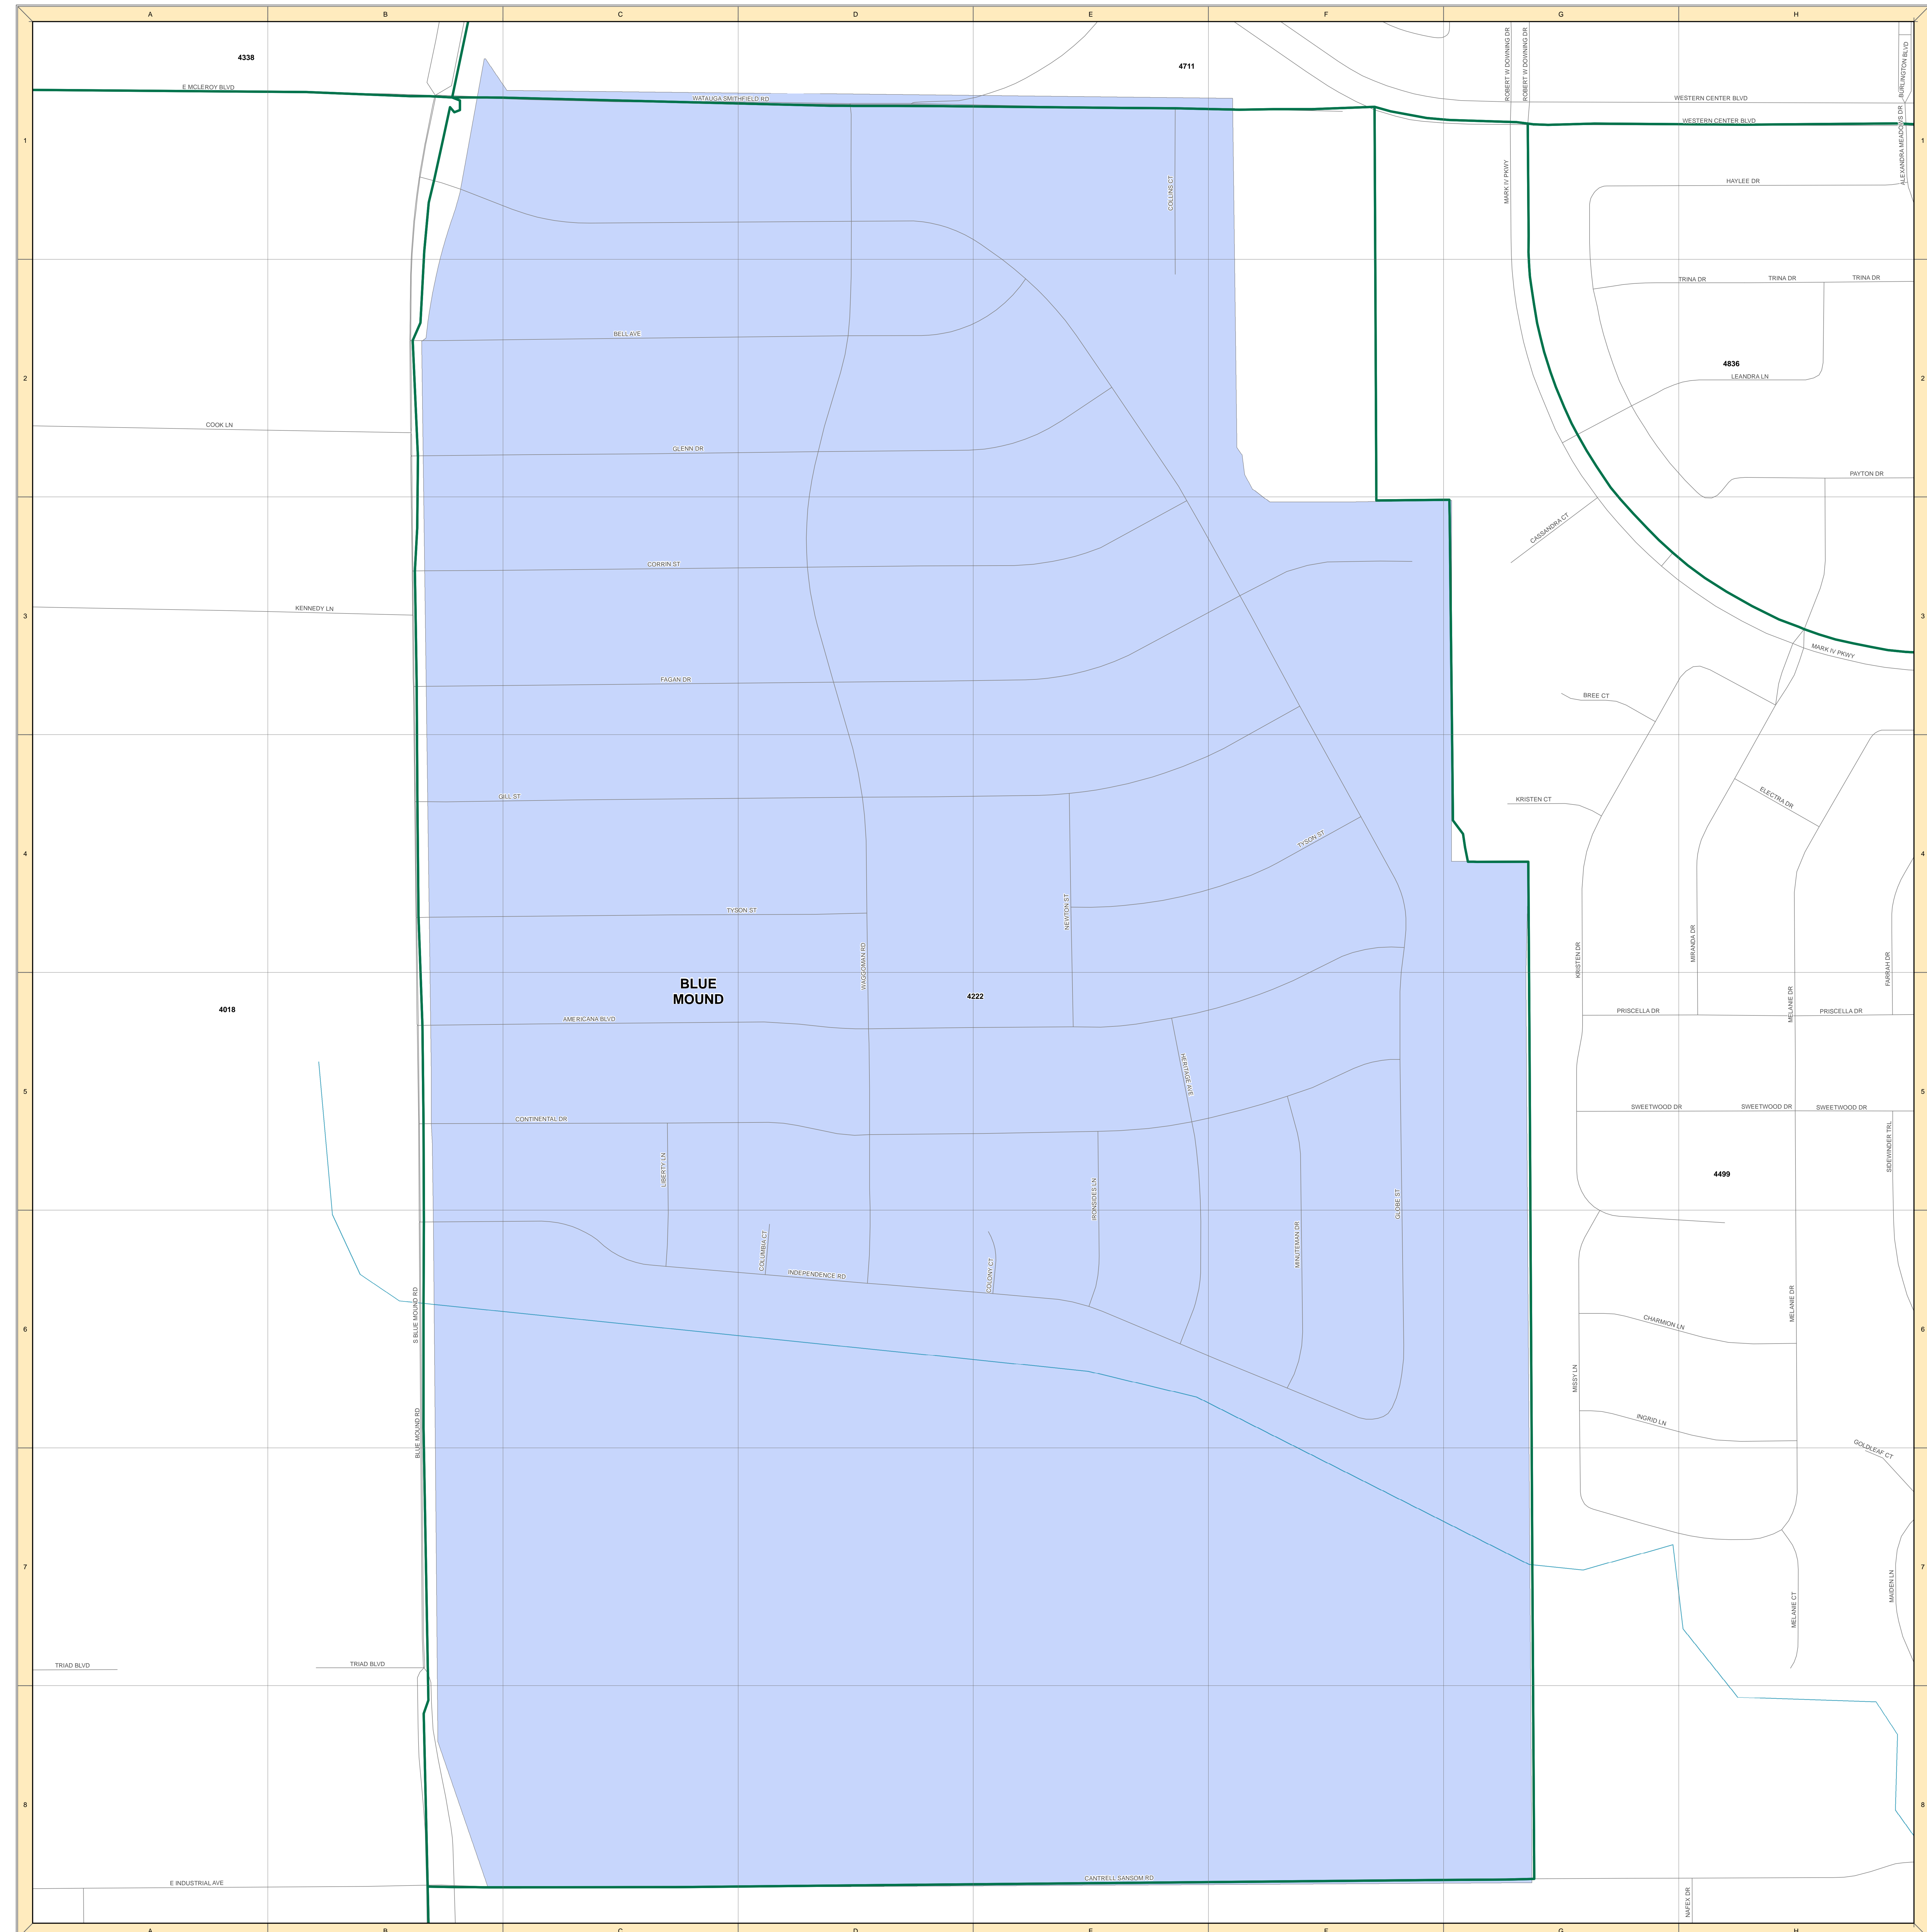 A B C D E F G H
4338
4711
ROBERT W DOWNING DR
ROBERT W DOWNING DR
BURLINGTON BLVD
E MCLEROY BLVD
WATAUGA SMITHFIELD RD
WESTERN CENTER BLVD
WESTERN CENTER BLVD
ALEXANDRA MEADOWS DR
1
1
MARK IV PKWY
COLLINS CT
HAYLEE DR
TRINA DR
TRINA DR
TRINA DR
BELL AVE
4836
2
2
LEANDRA LN
COOK LN
GLENN DR
PAYTON DR
CASSANDRA CT
CORRIN ST
KENNEDY LN
3
3
MARK IV PKWY
FAGAN DR
BREE CT
GILL ST
KRISTEN CT
ELECTRA DR
TYSON ST
4
4
TYSON ST
NEWTON ST
WAGGOMAN RD
KRISTEN DR
MIRANDA DR
FARRAH DR
BLUE
MOUND
4222
4018
MELANIE DR
PRISCELLA DR
PRISCELLA DR
AMERICANA BLVD
HERITAGE AVE
5
5
SWEETWOOD DR
SWEETWOOD DR
SWEETWOOD DR
CONTINENTAL DR
SIDEWINDER TRL
LIBERTY LN
4499
IRONSIDES LN
GLOBE ST
COLUMBIA CT
MINUTEMAN DR
INDEPENDENCE RD
COLONY CT
S BLUE MOUND RD
MELANIE DR
CHARMION LN
6
6
MISSY LN
BLUE MOUND RD
INGRID LN
GOLDLEAF CT
7
7
MELANIE CT
MAIDEN LN
TRIAD BLVD
TRIAD BLVD
8
8
E INDUSTRIAL AVE
CANTRELL SANSOM RD
NAFEX DR
A B C D E F G H